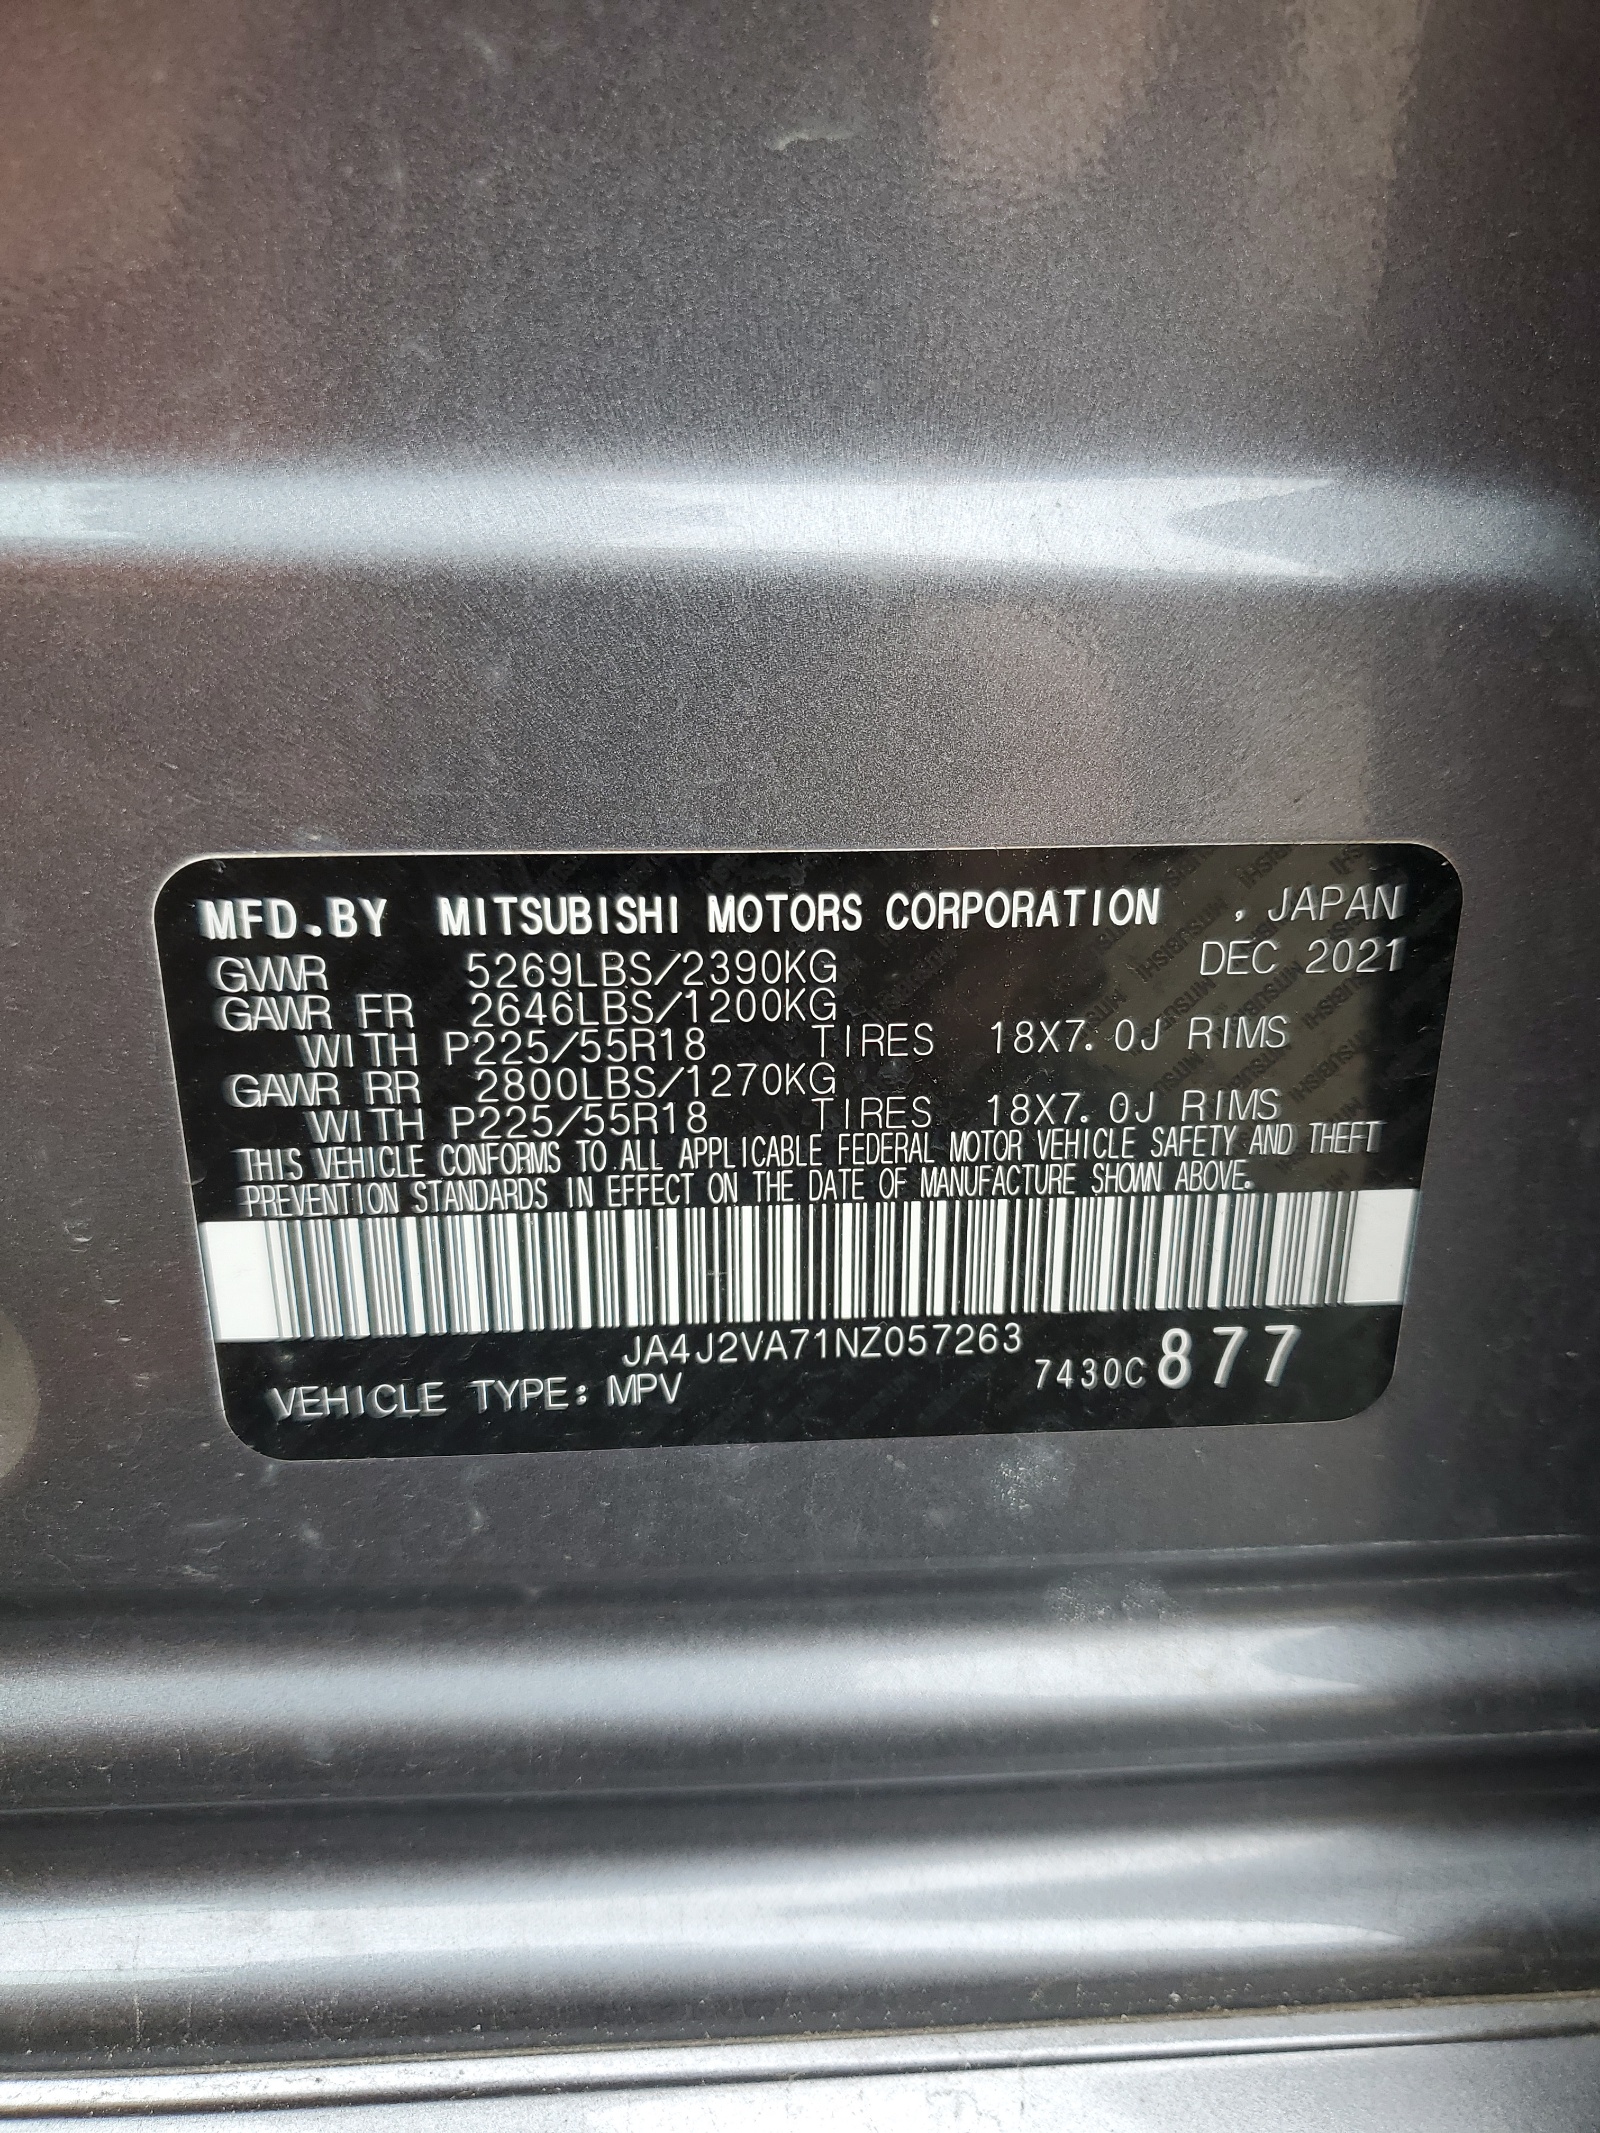 MFD.BY MITSUBISHI MOTORS CORPORATION , JAPAN
GVWR 5269LBS/2390KG DEC 2021
GAWR FR 2646LBS/1200KG
WITH P225/55R18 TIRES 18X7.0J RIMS
GAWR RR 2800LBS/1270KG
WITH P225/55R18 TIRES 18X7.0J RIMS
THIS VEHICLE CONFORMS TO ALL APPLICABLE FEDERAL MOTOR VEHICLE SAFETY AND THEFT
PREVENTION STANDARDS IN EFFECT ON THE DATE OF MANUFACTURE SHOWN ABOVE.
JA4J2VA71NZ057263
7430C 877
VEHICLE TYPE: MPV